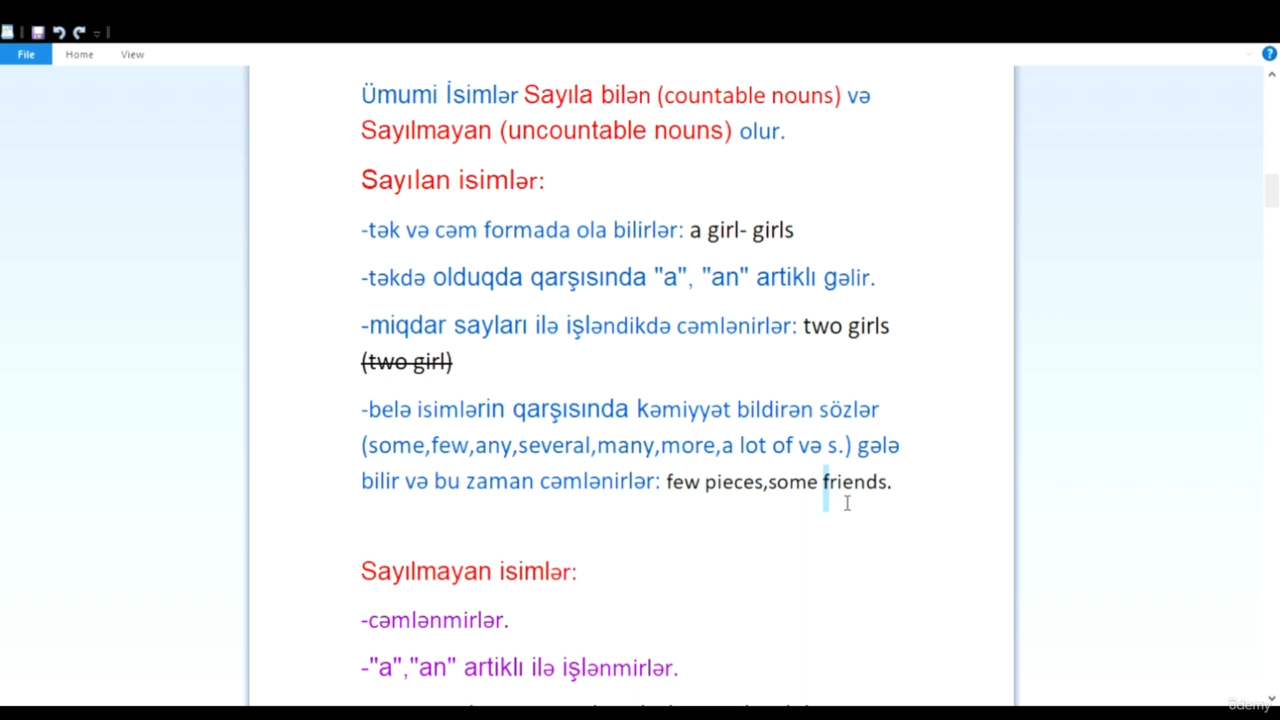 File Home View
Ümumi İsimlər Sayıla bilən (countable nouns) və
Sayılmayan (uncountable nouns) olur.
Sayılan isimlər:
-tək və cəm formada ola bilirlər: a girl- girls
-təkdə olduqda qarşısında "a", "an" artiklı gəlir.
-miqdar sayları ilə işləndikdə cəmlənirlər: two girls
(two girl)
-belə isimlərin qarşısında kəmiyyət bildirən sözlər
(some,few,any,several,many,more,a lot of və s.) gələ
bilir və bu zaman cəmlənirlər: few pieces,some friends.
Sayılmayan isimlər:
-cəmlənmirlər.
-"a","an" artiklı ilə işlənmirlər.
ûdemy